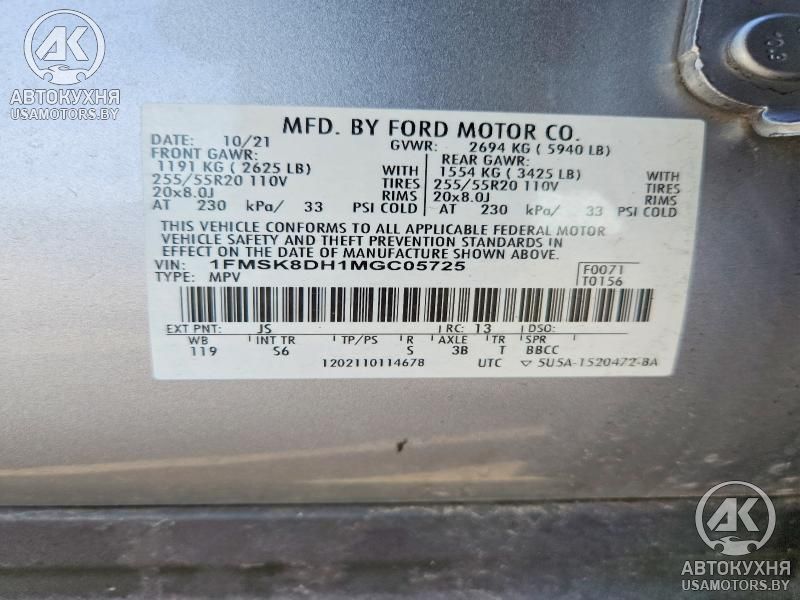 AK
АВТОКУХНЯ
USAMOTORS.BY
MFD. BY FORD MOTOR CO.
DATE: 10/21 GVWR: 2694 KG ( 5940 LB)
FRONT GAWR: REAR GAWR:
1191 KG ( 2625 LB) WITH 1554 KG ( 3425 LB) WITH
255/55R20 110V TIRES 255/55R20 110V TIRES
20x8.0J RIMS 20x8.0J RIMS
AT 230 kPa/ 33 PSI COLD AT 230 kPa/ 33 PSI COLD
THIS VEHICLE CONFORMS TO ALL APPLICABLE FEDERAL MOTOR
VEHICLE SAFETY AND THEFT PREVENTION STANDARDS IN
EFFECT ON THE DATE OF MANUFACTURE SHOWN ABOVE.
VIN: 1FMSK8DH1MGC05725 F0071
TYPE: MPV T0156
EXT PNT: JS RC: 13 DSO:
WB INT TR TP/PS R AXLE TR SPR
119 S6 S 3B T BBCC
1202110114678 UTC ▽ 5U5A-1520472-BA
AK
АВТОКУХНЯ
USAMOTORS.BY